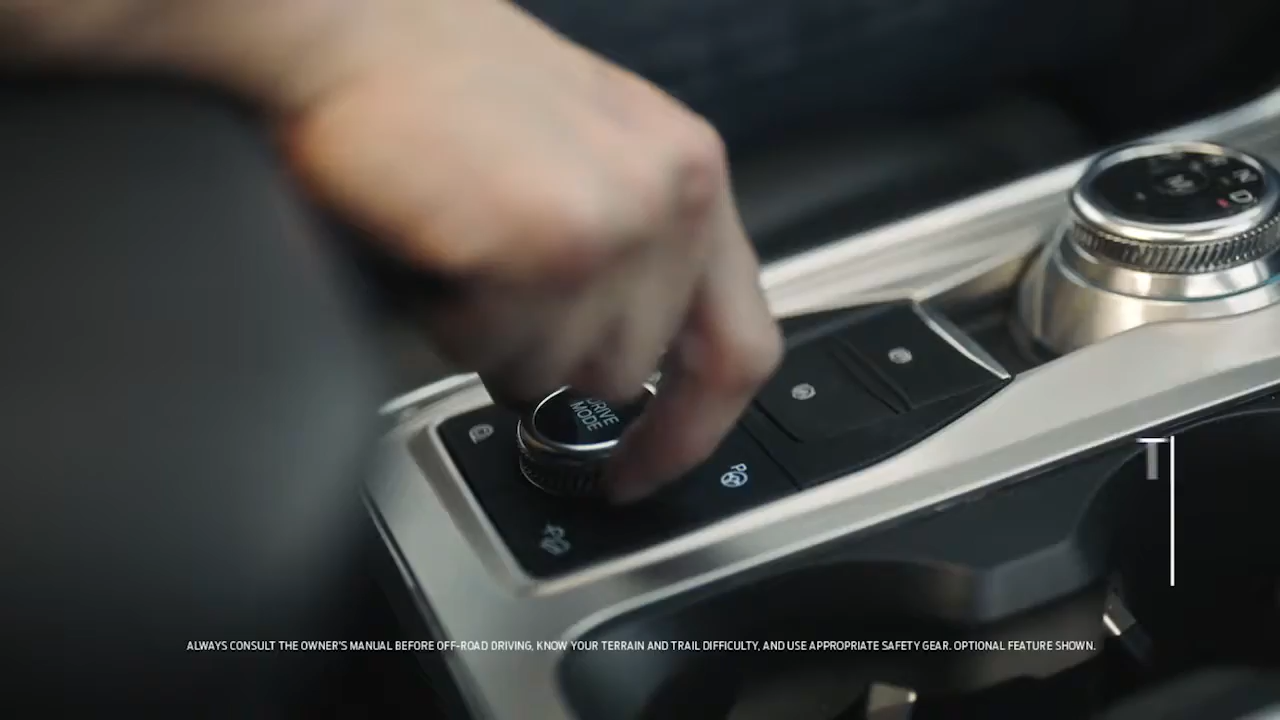 M
N
D
DRIVE
MODE
P
T
ALWAYS CONSULT THE OWNER'S MANUAL BEFORE OFF-ROAD DRIVING, KNOW YOUR TERRAIN AND TRAIL DIFFICULTY, AND USE APPROPRIATE SAFETY GEAR. OPTIONAL FEATURE SHOWN.